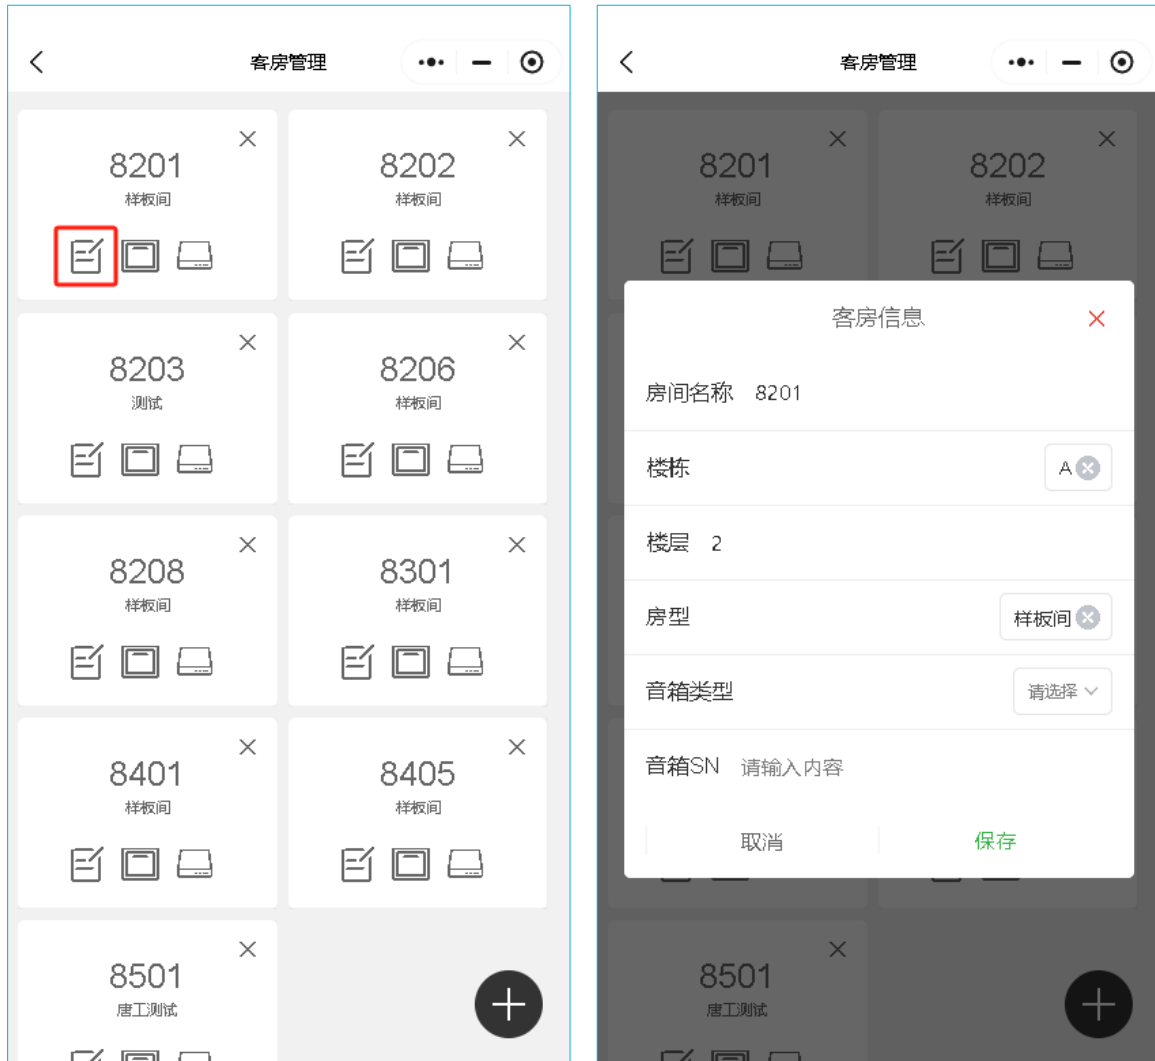 客房管理
8201
样板间
8202
样板间
8203
测试
8206
样板间
8208
样板间
8301
样板间
8401
样板间
8405
样板间
8501
唐工测试
客房管理
8201
样板间
8202
样板间
客房信息
房间名称 8201
楼栋 A
楼层 2
房型 样板间
音箱类型 请选择
音箱SN 请输入内容
取消 保存
8501
唐工测试